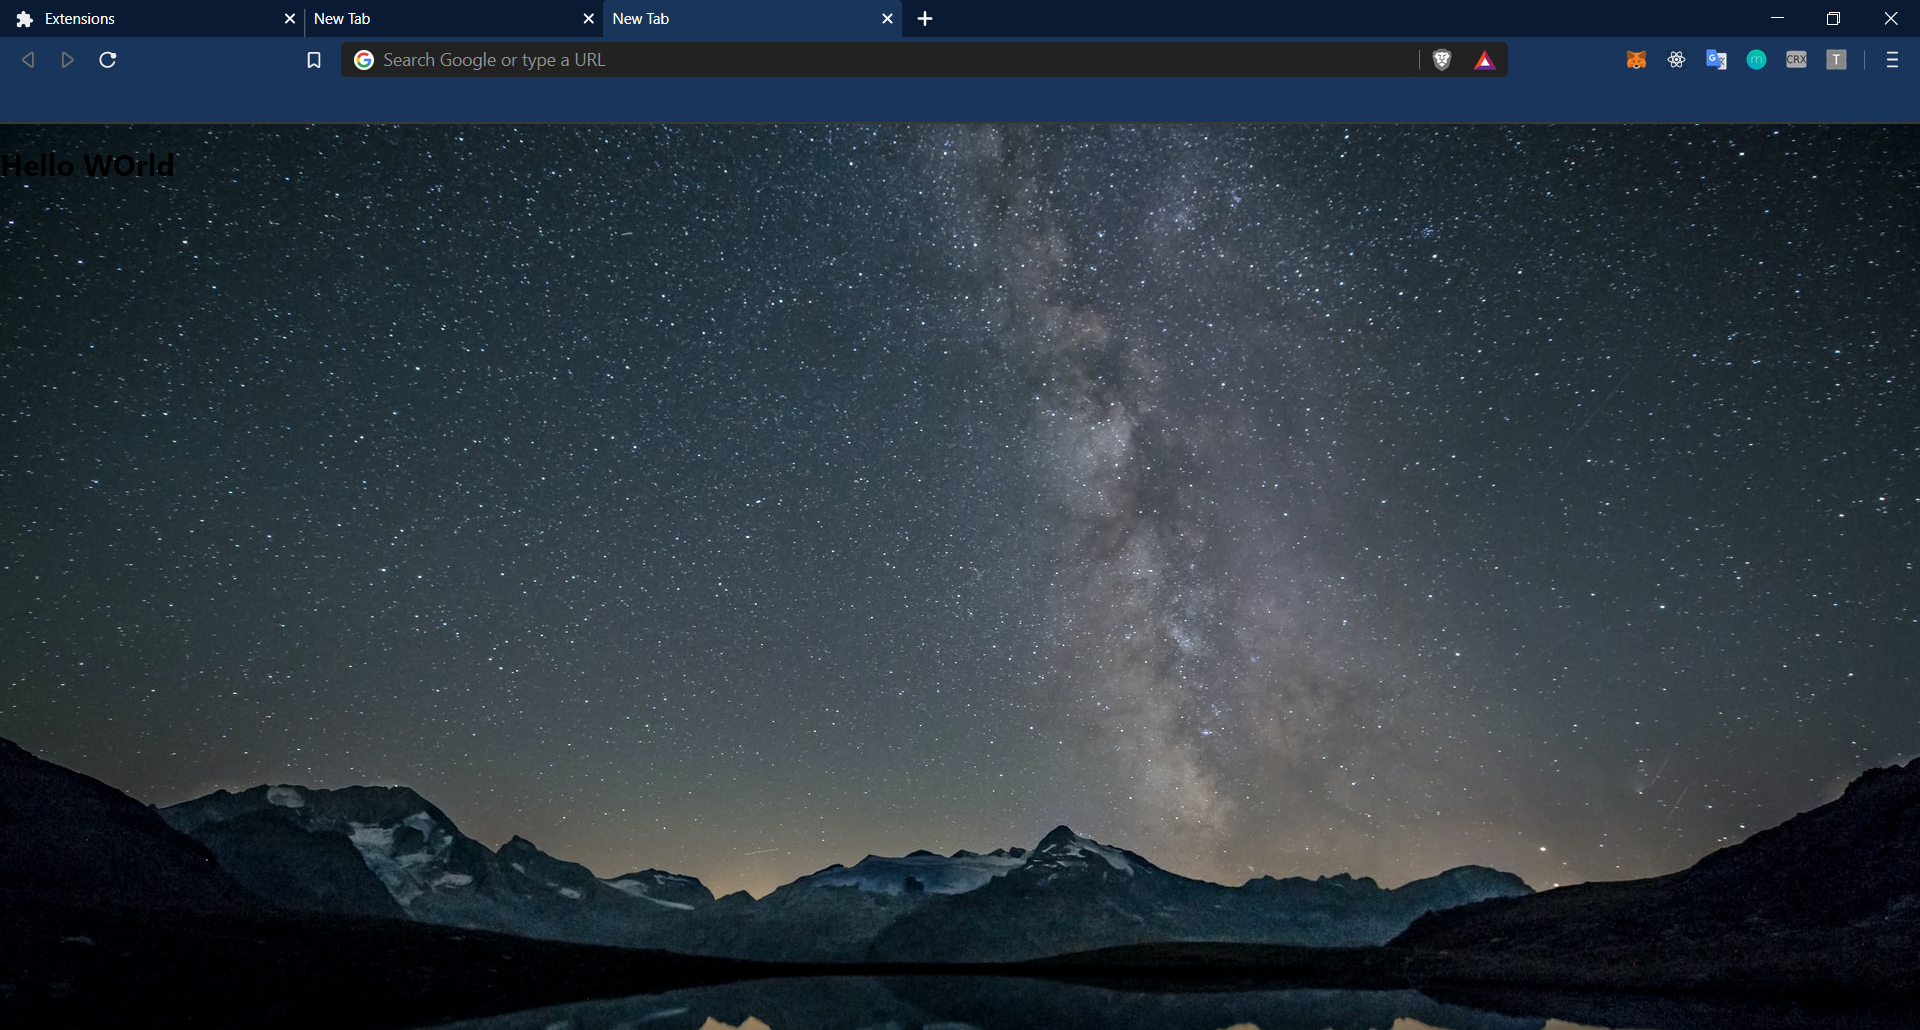 Extensions
New Tab
New Tab
Search Google or type a URL
CRX
T
Hello WOrld